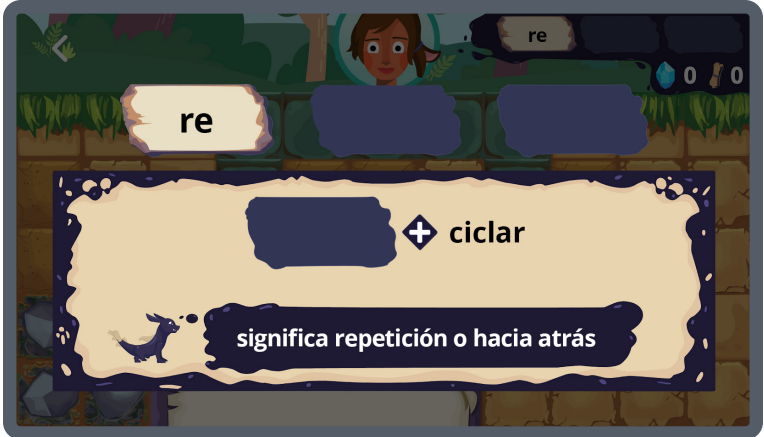 re
0 0
re
ciclar
significa repetición o hacia atrás